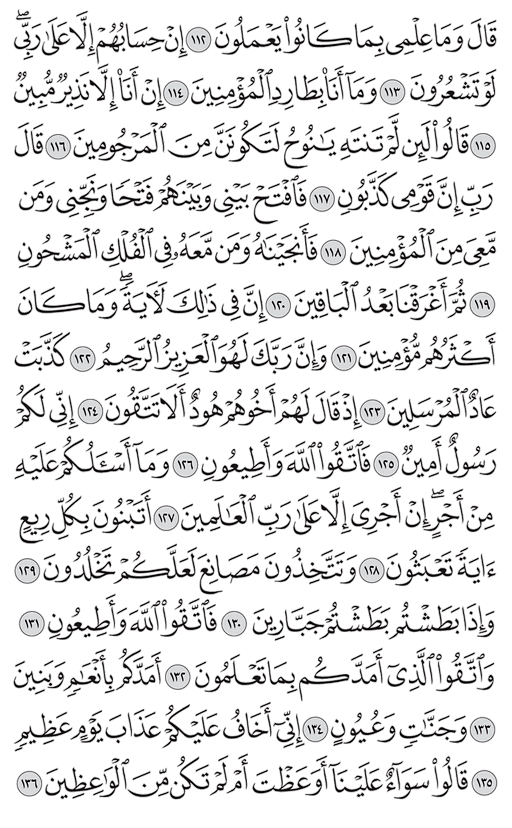 قَالَ وَمَا عِلْمِى بِمَا كَانُوا۟ يَعْمَلُونَ ١١٢ إِنْ حِسَابُهُمْ إِلَّا عَلَىٰ رَبِّى ۖ
لَوْ تَشْعُرُونَ ١١٣ وَمَآ أَنَا۠ بِطَارِدِ ٱلْمُؤْمِنِينَ ١١٤ إِنْ أَنَا۠ إِلَّا نَذِيرٌ مُّبِينٌ
١١٥ قَالُوا۟ لَئِن لَّمْ تَنتَهِ يَـٰنُوحُ لَتَكُونَنَّ مِنَ ٱلْمَرْجُومِينَ ١١٦ قَالَ
رَبِّ إِنَّ قَوْمِى كَذَّبُونِ ١١٧ فَٱفْتَحْ بَيْنِى وَبَيْنَهُمْ فَتْحًا وَنَجِّنِى وَمَن
مَّعِىَ مِنَ ٱلْمُؤْمِنِينَ ١١٨ فَأَنجَيْنَـٰهُ وَمَن مَّعَهُۥ فِى ٱلْفُلْكِ ٱلْمَشْحُونِ
١١٩ ثُمَّ أَغْرَقْنَا بَعْدُ ٱلْبَاقِينَ ١٢٠ إِنَّ فِى ذَٰلِكَ لَـَٔايَةً ۖ وَمَا كَانَ
أَكْثَرُهُم مُّؤْمِنِينَ ١٢١ وَإِنَّ رَبَّكَ لَهُوَ ٱلْعَزِيزُ ٱلرَّحِيمُ ١٢٢ كَذَّبَتْ
عَادٌ ٱلْمُرْسَلِينَ ١٢٣ إِذْ قَالَ لَهُمْ أَخُوهُمْ هُودٌ أَلَا تَتَّقُونَ ١٢٤ إِنِّى لَكُمْ
رَسُولٌ أَمِينٌ ١٢٥ فَٱتَّقُوا۟ ٱللَّهَ وَأَطِيعُونِ ١٢٦ وَمَآ أَسْـَٔلُكُمْ عَلَيْهِ
مِنْ أَجْرٍ ۖ إِنْ أَجْرِىَ إِلَّا عَلَىٰ رَبِّ ٱلْعَـٰلَمِينَ ١٢٧ أَتَبْنُونَ بِكُلِّ رِيعٍ
ءَايَةً تَعْبَثُونَ ١٢٨ وَتَتَّخِذُونَ مَصَانِعَ لَعَلَّكُمْ تَخْلُدُونَ ١٢٩
وَإِذَا بَطَشْتُم بَطَشْتُمْ جَبَّارِينَ ١٣٠ فَٱتَّقُوا۟ ٱللَّهَ وَأَطِيعُونِ ١٣١
وَٱتَّقُوا۟ ٱلَّذِىٓ أَمَدَّكُم بِمَا تَعْلَمُونَ ١٣٢ أَمَدَّكُم بِأَنْعَـٰمٍ وَبَنِينَ
١٣٣ وَجَنَّـٰتٍ وَعُيُونٍ ١٣٤ إِنِّىٓ أَخَافُ عَلَيْكُمْ عَذَابَ يَوْمٍ عَظِيمٍ
١٣٥ قَالُوا۟ سَوَآءٌ عَلَيْنَآ أَوَعَظْتَ أَمْ لَمْ تَكُن مِّنَ ٱلْوَٰعِظِينَ ١٣٦